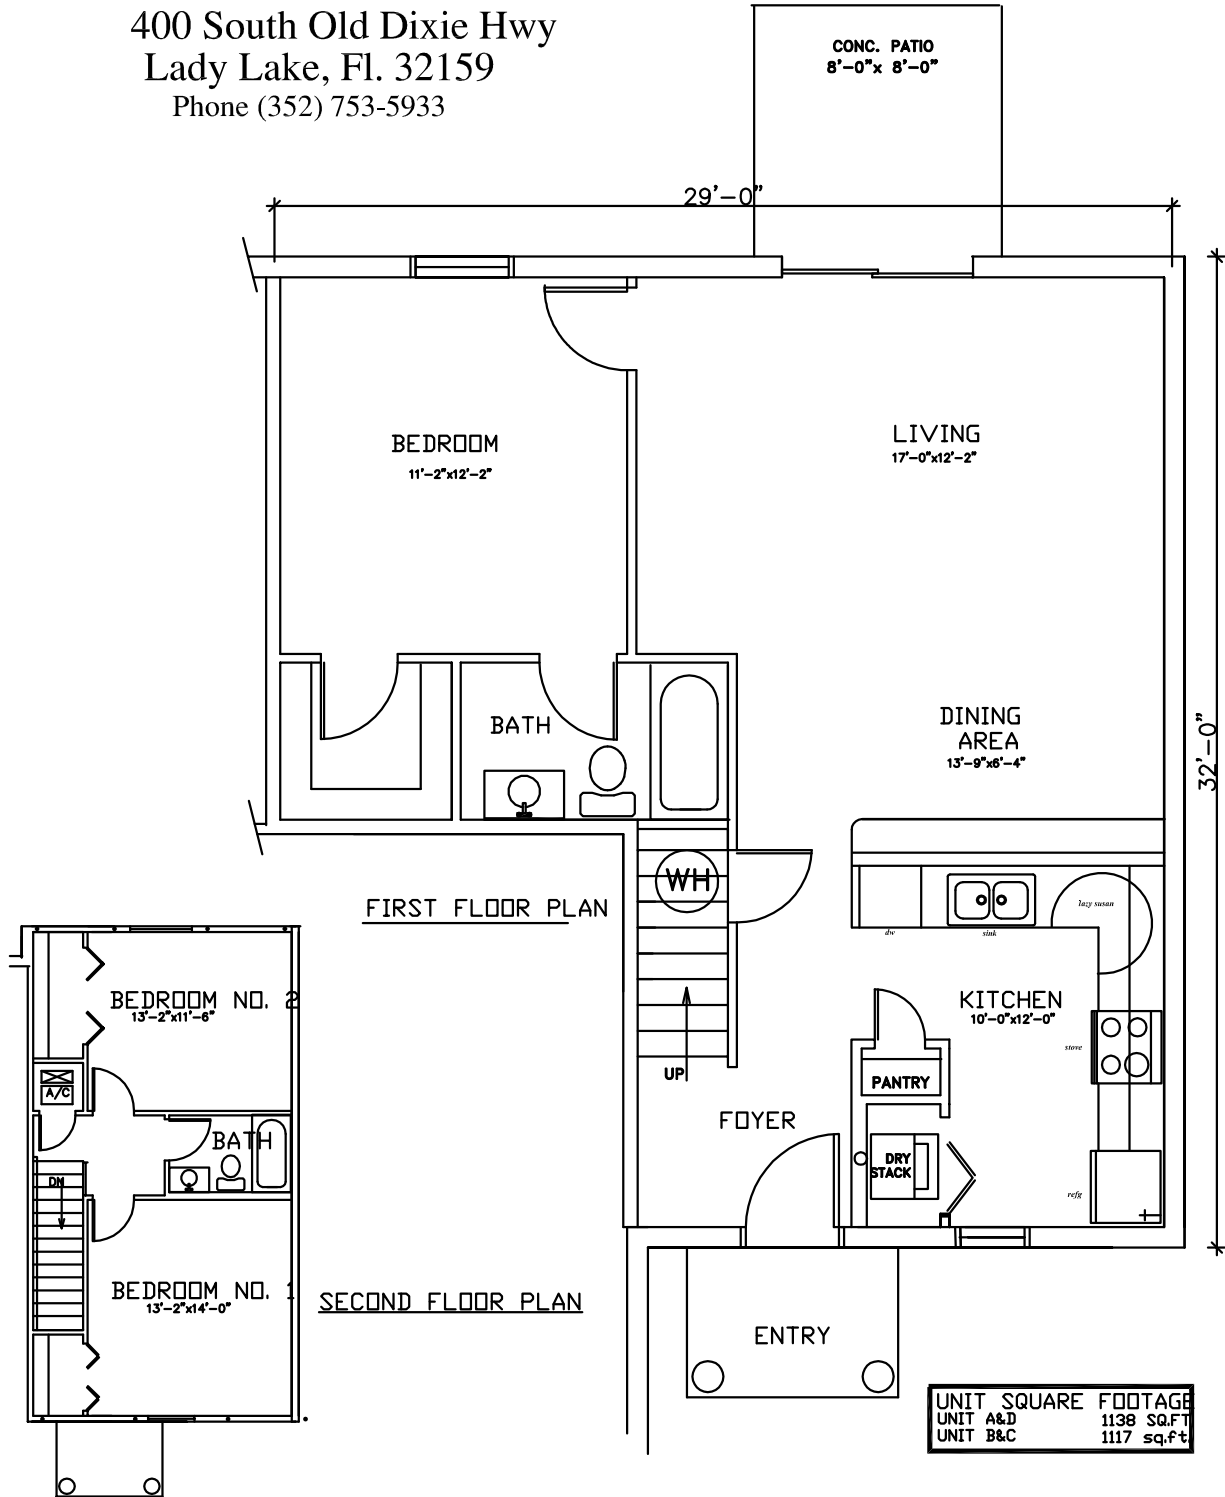 400 South Old Dixie Hwy
Lady Lake, Fl. 32159
Phone (352) 753-5933
CONC. PATIO
8'-0"x 8'-0"
29'-0"
BEDROOM
11'-2"x12'-2"
LIVING
17'-0"x12'-2"
DINING
AREA
13'-9"x6'-4"
32'-0"
BATH
WH
FIRST FLOOR PLAN
lazy susan
dw
sink
KITCHEN
10'-0"x12'-0"
stove
UP
PANTRY
FOYER
DRY
STACK
refg
ENTRY
BEDROOM NO. 2
13'-2"x11'-6"
A/C
BATH
DN
BEDROOM NO. 1
13'-2"x14'-0"
SECOND FLOOR PLAN
UNIT SQUARE FOOTAGE
UNIT A&D 1138 SQ.FT
UNIT B&C 1117 sq.ft.